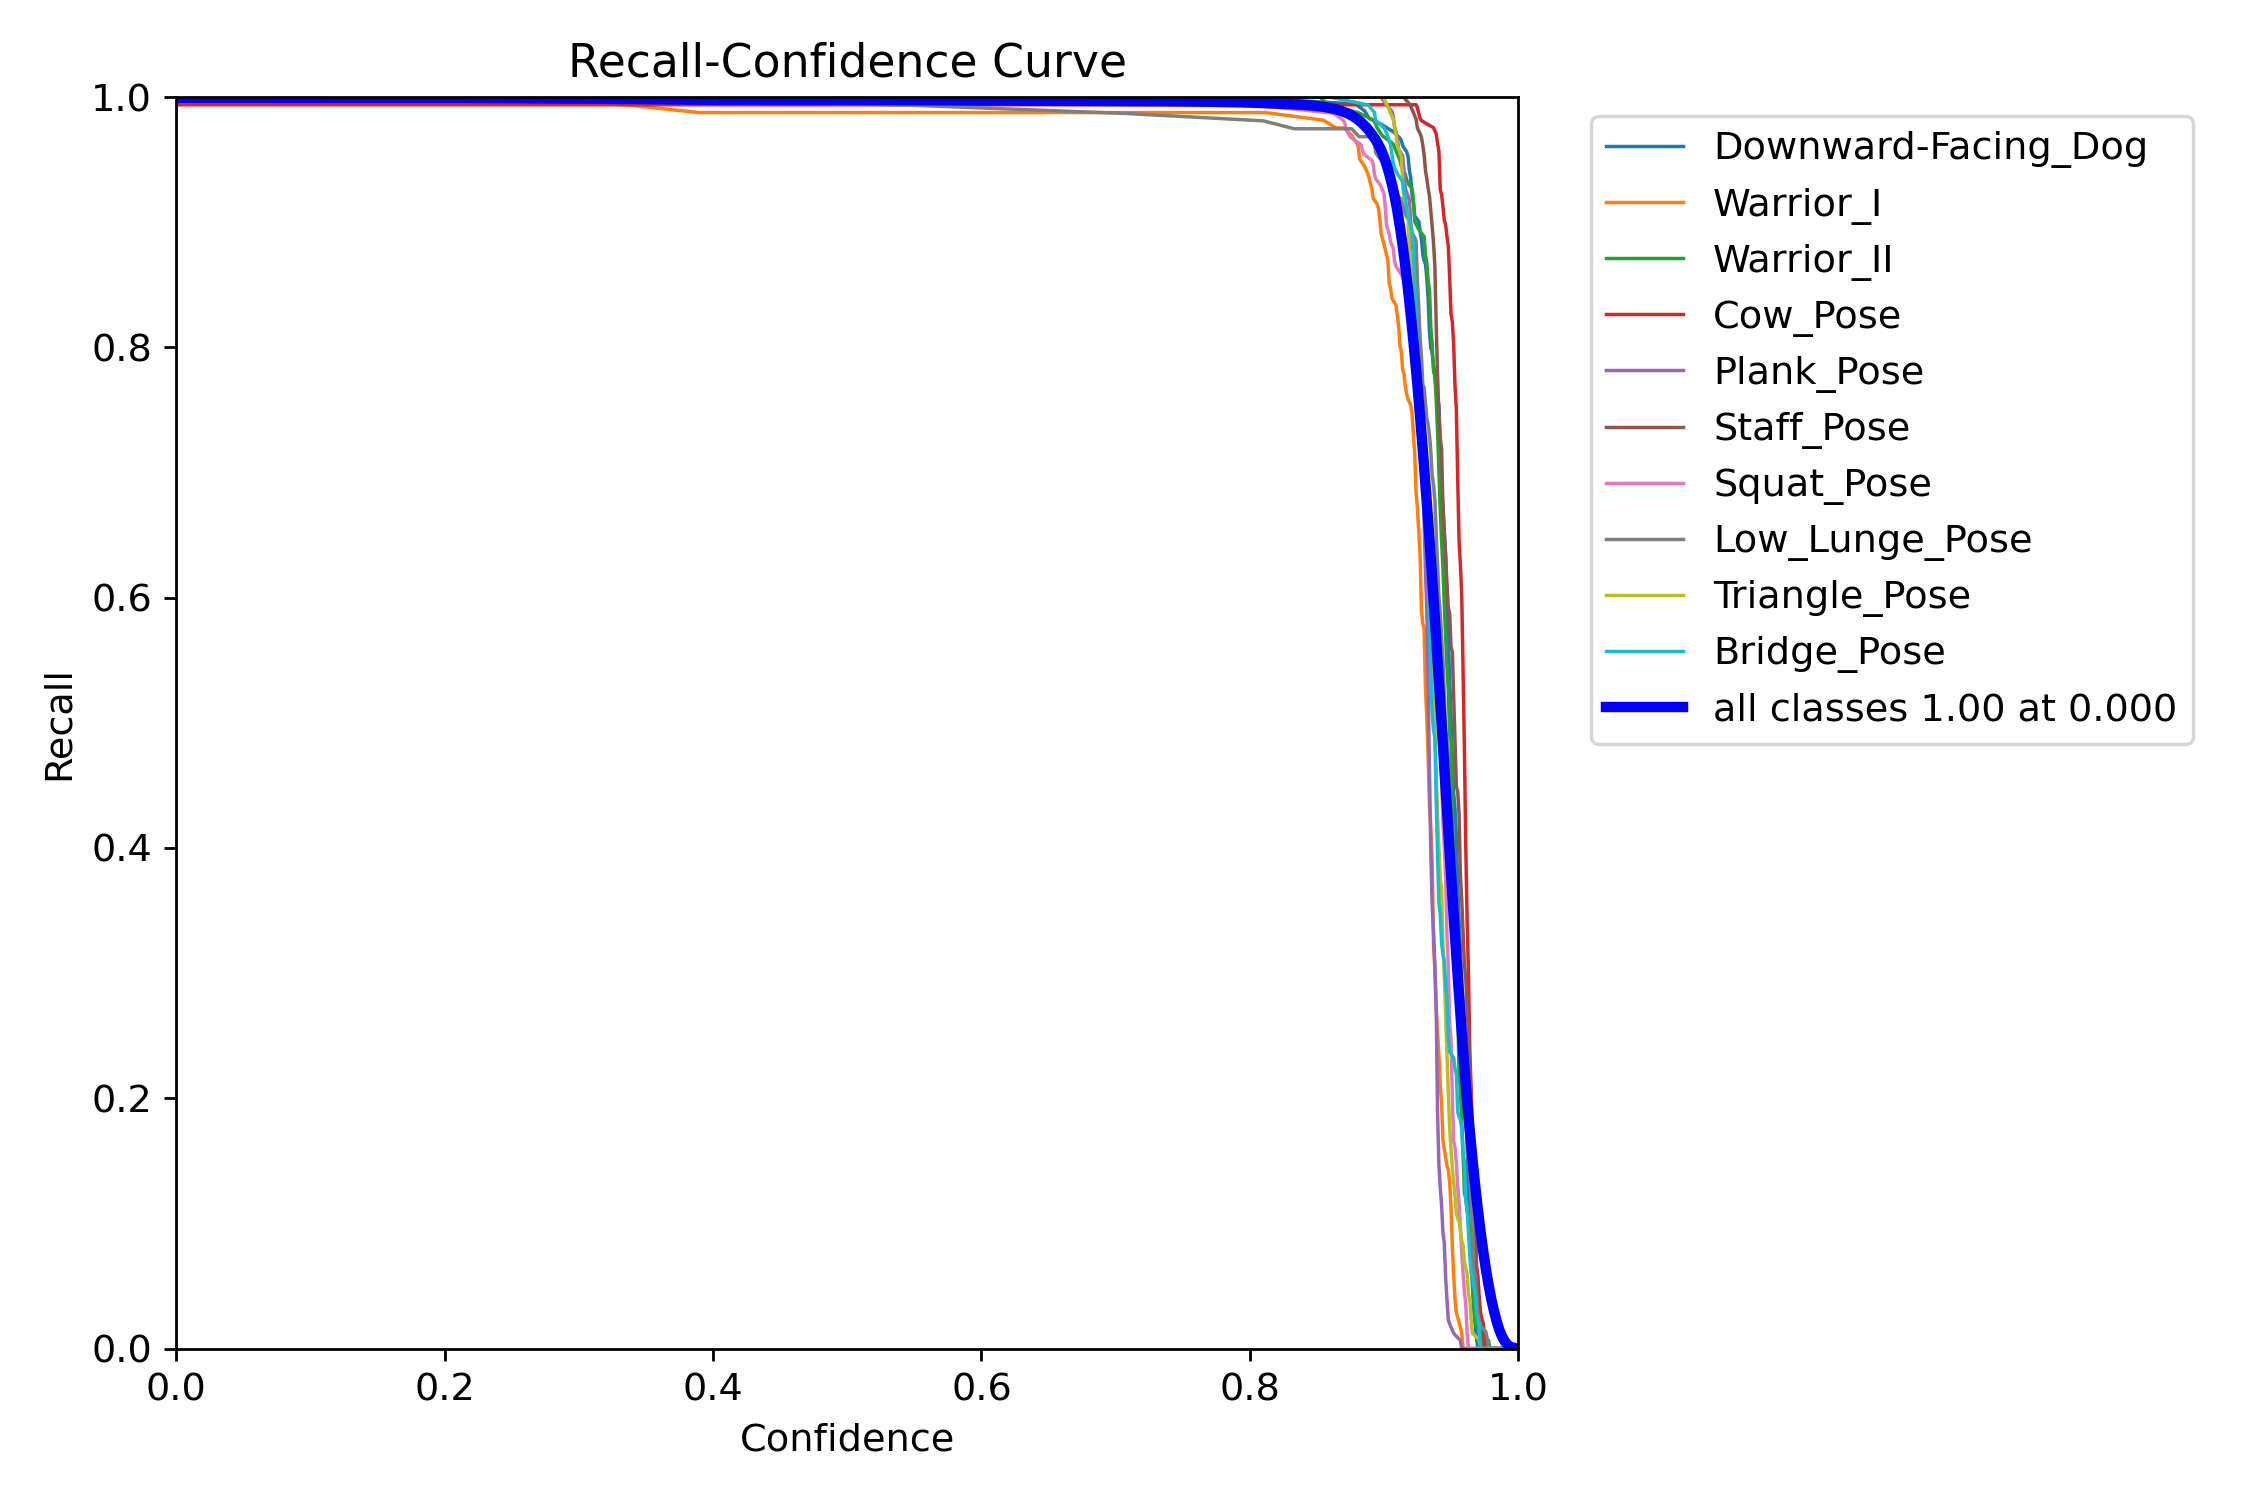 Recall-Confidence Curve
1.0
0.8
0.6
0.4
0.2
0.0
Recall
0.0 0.2 0.4 0.6 0.8 1.0
Confidence
Downward-Facing_Dog
Warrior_I
Warrior_II
Cow_Pose
Plank_Pose
Staff_Pose
Squat_Pose
Low_Lunge_Pose
Triangle_Pose
Bridge_Pose
all classes 1.00 at 0.000